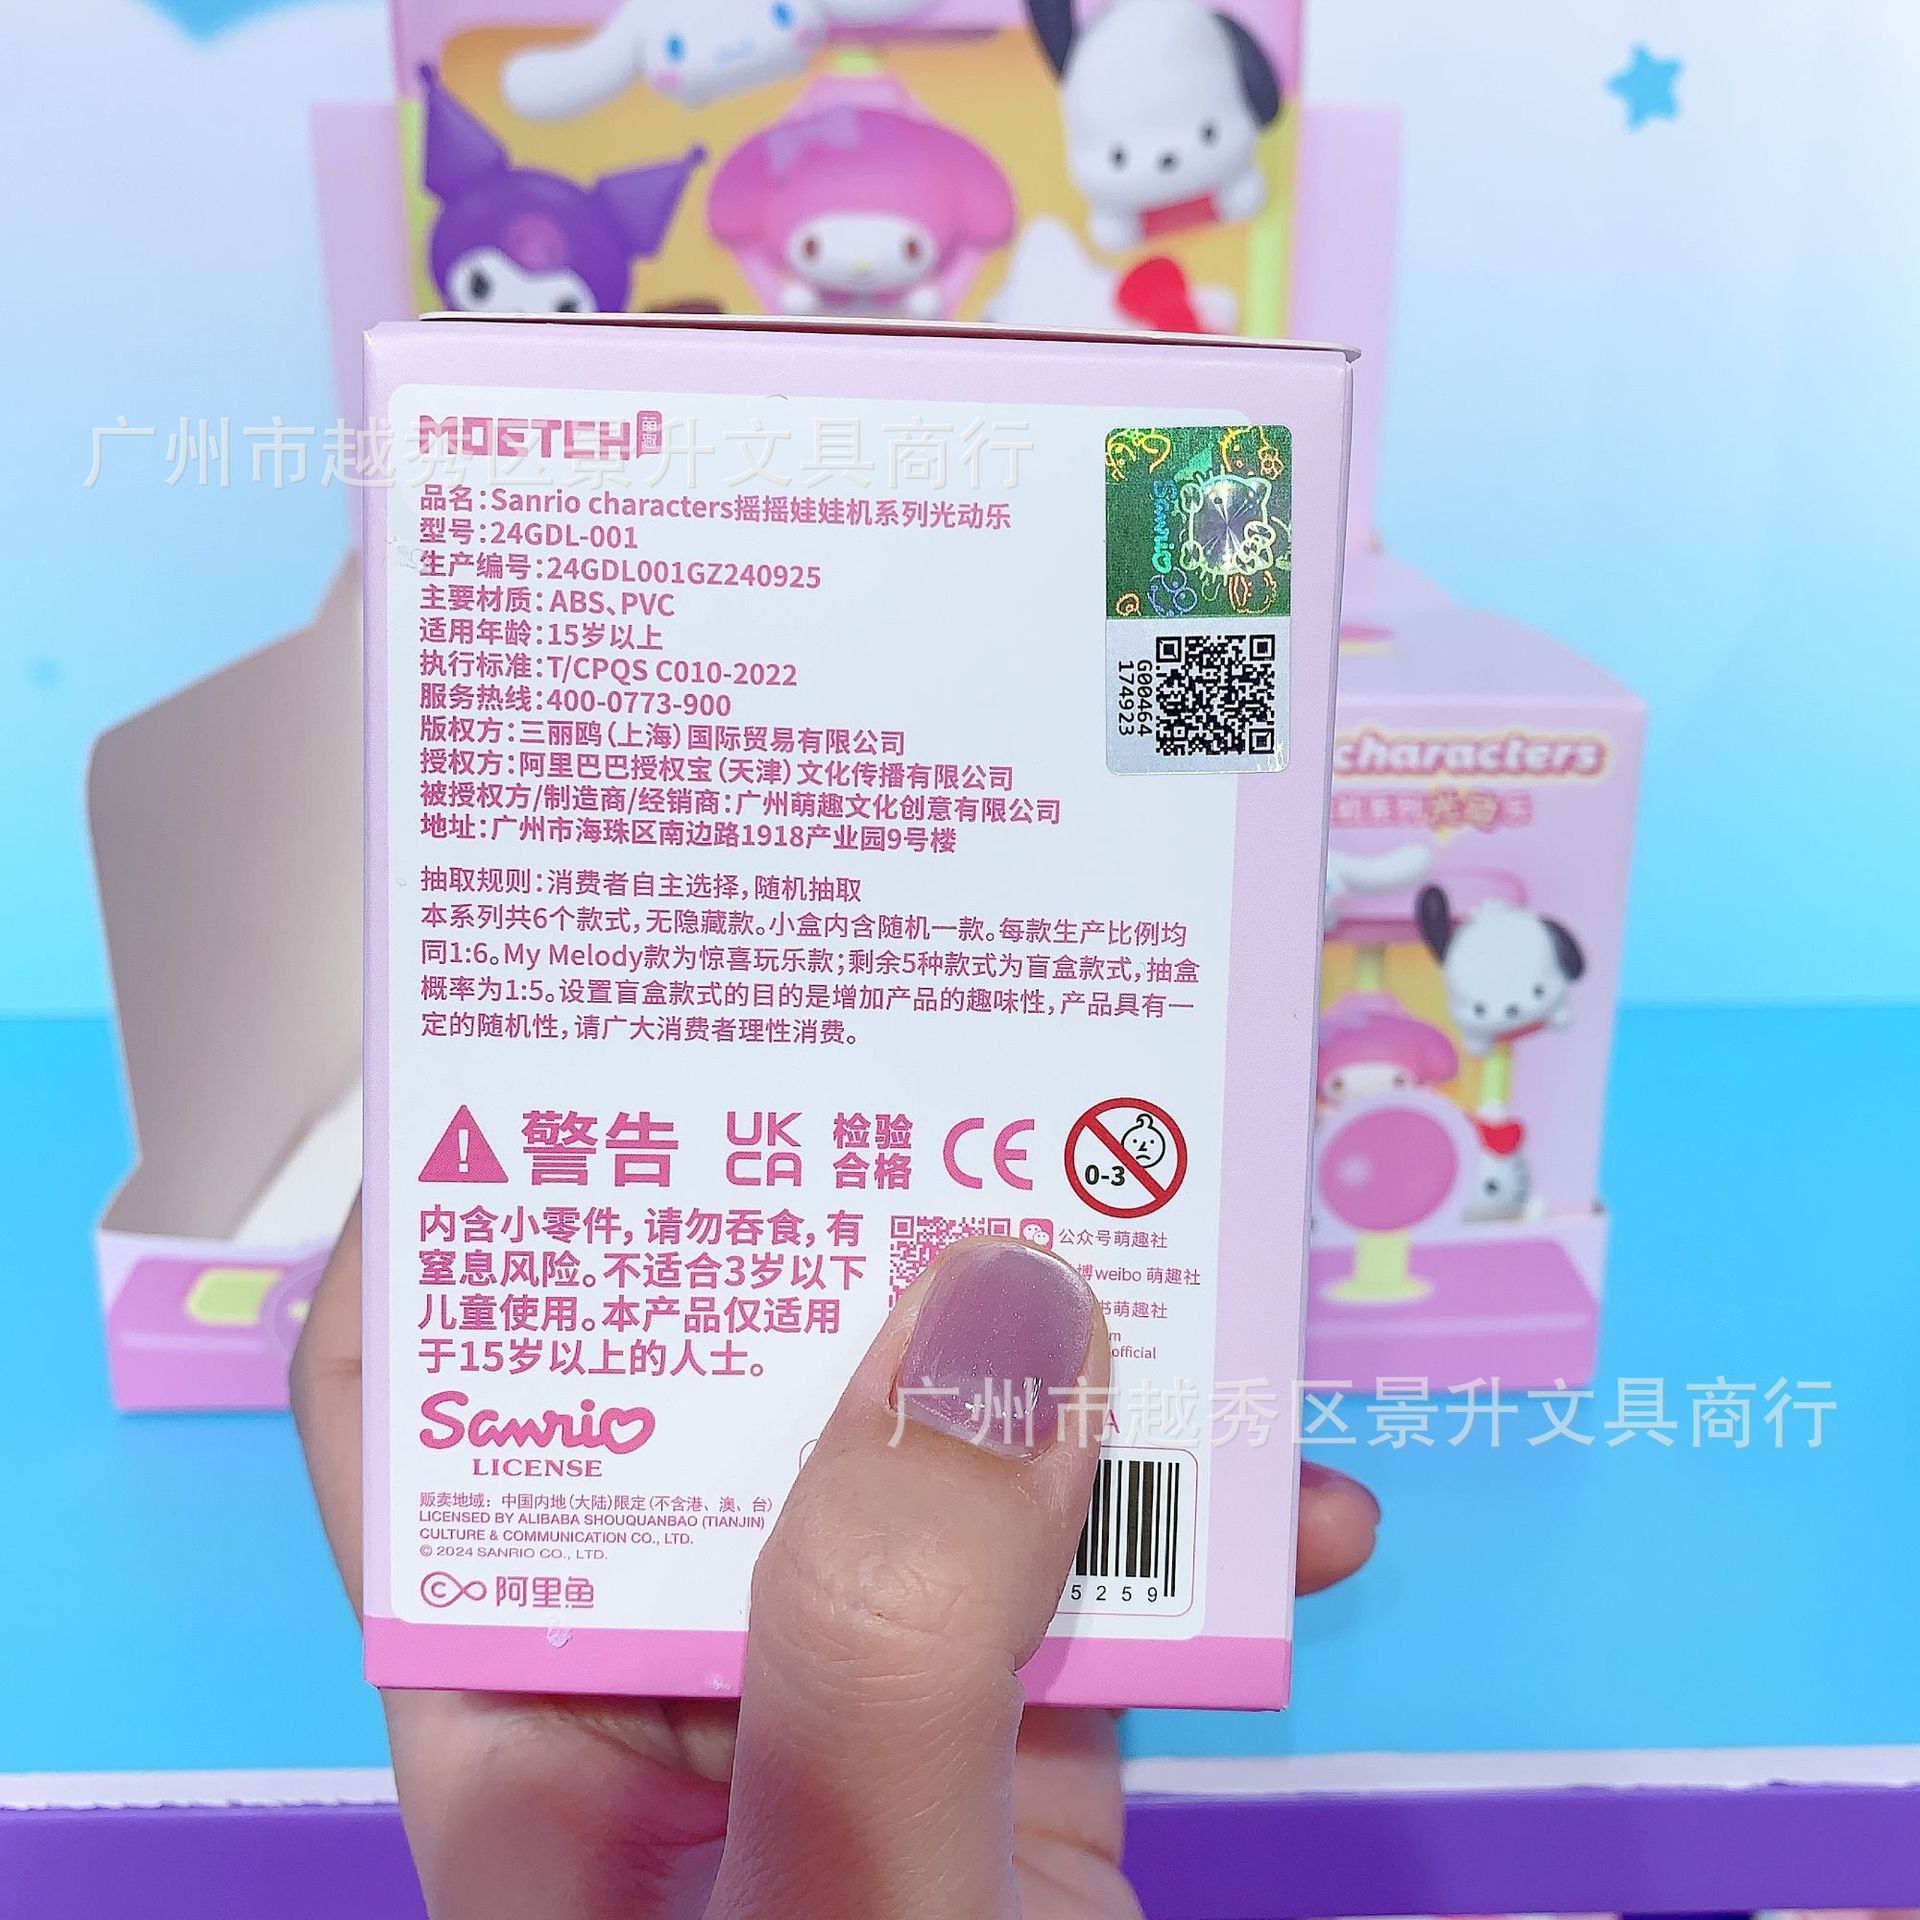 MOETCH 萌趣
广州市越秀区景升文具商行
品名:Sanrio characters摇摇娃娃机系列光动乐
型号:24GDL-001
生产编号:24GDL001GZ240925
主要材质:ABS、PVC
适用年龄:15岁以上
执行标准:T/CPQS C010-2022
服务热线:400-0773-900
版权方:三丽鸥(上海)国际贸易有限公司
授权方:阿里巴巴授权宝(天津)文化传播有限公司
被授权方/制造商/经销商:广州萌趣文化创意有限公司
地址:广州市海珠区南边路1918产业园9号楼
Sanrio
G000464
174923
抽取规则:消费者自主选择,随机抽取
本系列共6个款式,无隐藏款。小盒内含随机一款。每款生产比例均
同1:6。My Melody款为惊喜玩乐款;剩余5种款式为盲盒款式,抽盒
概率为1:5。设置盲盒款式的目的是增加产品的趣味性,产品具有一
定的随机性,请广大消费者理性消费。
警告 UK CA 检验合格 CE 0-3
内含小零件,请勿吞食,有
窒息风险。不适合3岁以下
儿童使用。本产品仅适用
于15岁以上的人士。
公众号萌趣社
博weibo 萌趣社
书萌趣社
m
official
A
Sanrio
LICENSE
贩卖地域:中国内地(大陆)限定(不含港、澳、台)
LICENSED BY ALIBABA SHOUQUANBAO (TIANJIN)
CULTURE & COMMUNICATION CO., LTD.
© 2024 SANRIO CO., LTD.
阿里鱼
5259
characters
机系列光动乐
广州市越秀区景升文具商行